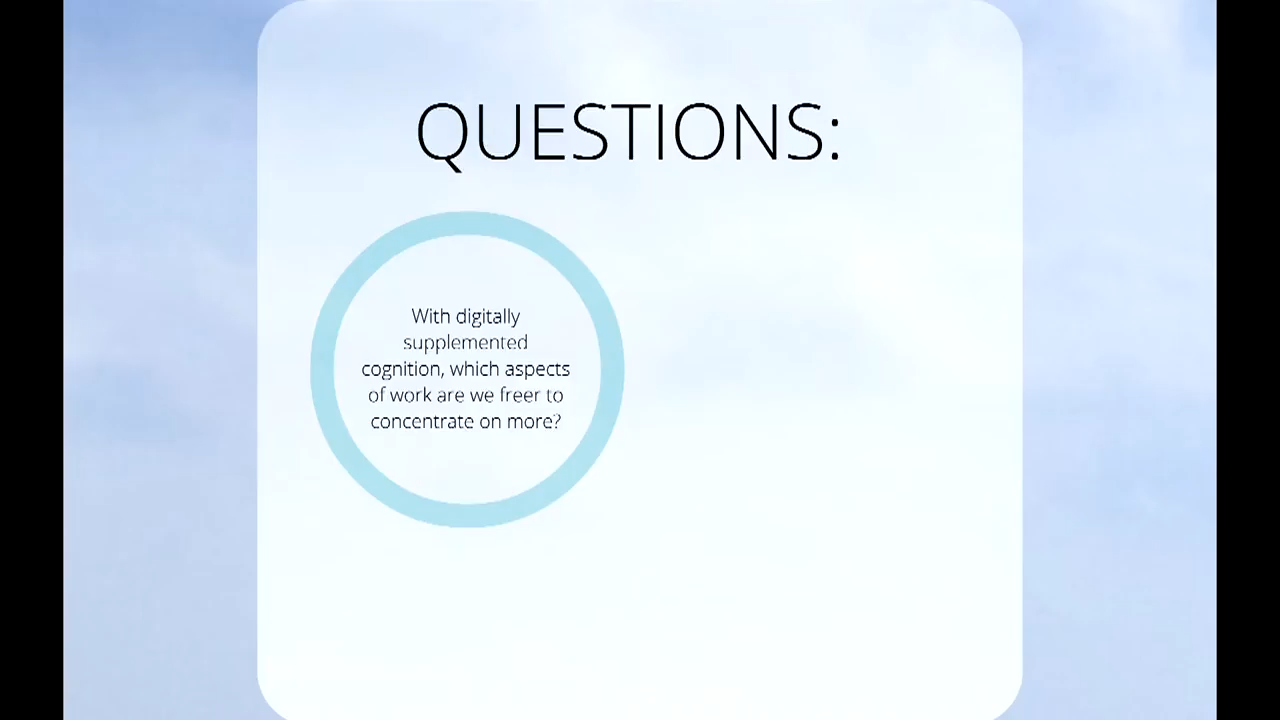 QUESTIONS:
With digitally
supplemented
cognition, which aspects
of work are we freer to
concentrate on more?